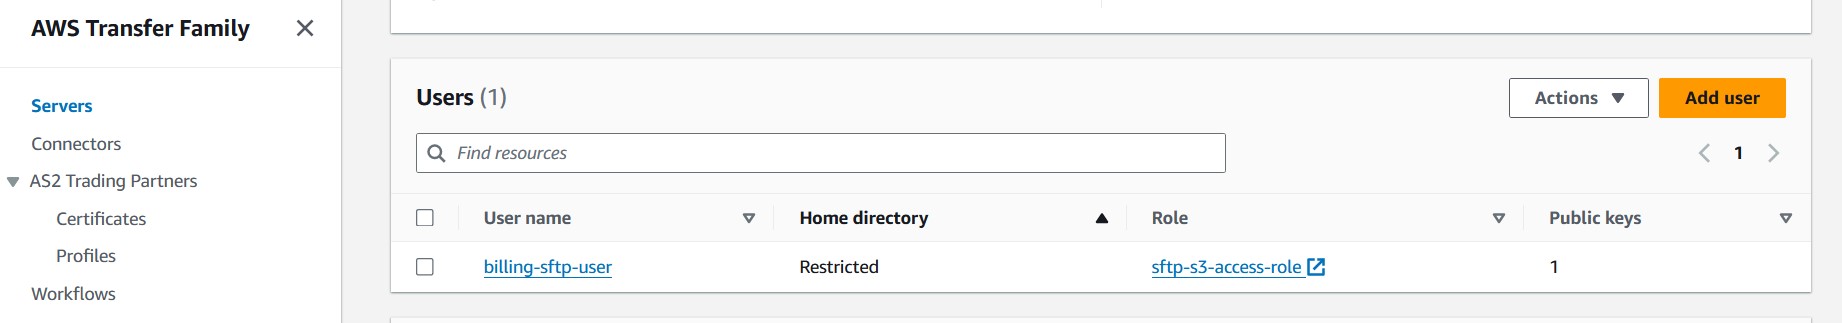 AWS Transfer Family
Servers
Connectors
AS2 Trading Partners
Certificates
Profiles
Workflows
Users (1)
Actions
Add user
Find resources
1
User name Home directory Role Public keys
billing-sftp-user Restricted sftp-s3-access-role 1